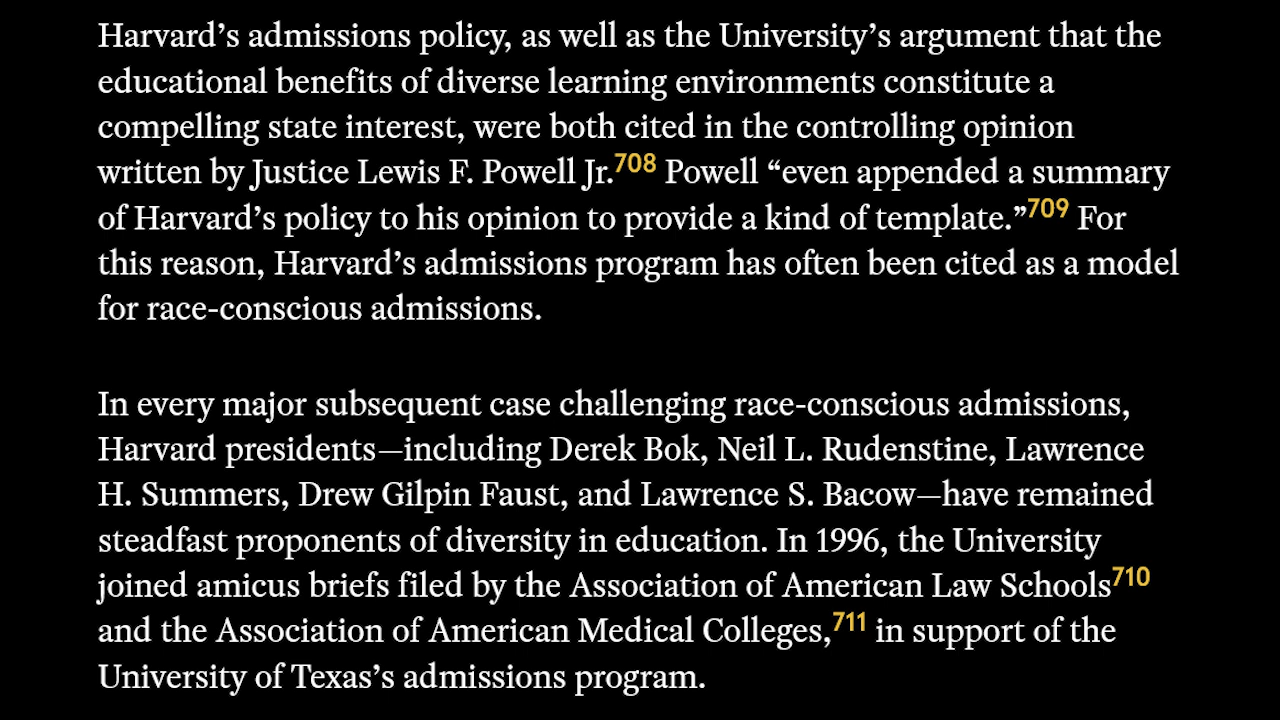 Harvard’s admissions policy, as well as the University’s argument that the
educational benefits of diverse learning environments constitute a
compelling state interest, were both cited in the controlling opinion
written by Justice Lewis F. Powell Jr.708 Powell “even appended a summary
of Harvard’s policy to his opinion to provide a kind of template.”709 For
this reason, Harvard’s admissions program has often been cited as a model
for race-conscious admissions.
In every major subsequent case challenging race-conscious admissions,
Harvard presidents—including Derek Bok, Neil L. Rudenstine, Lawrence
H. Summers, Drew Gilpin Faust, and Lawrence S. Bacow—have remained
steadfast proponents of diversity in education. In 1996, the University
joined amicus briefs filed by the Association of American Law Schools710
and the Association of American Medical Colleges,711 in support of the
University of Texas’s admissions program.